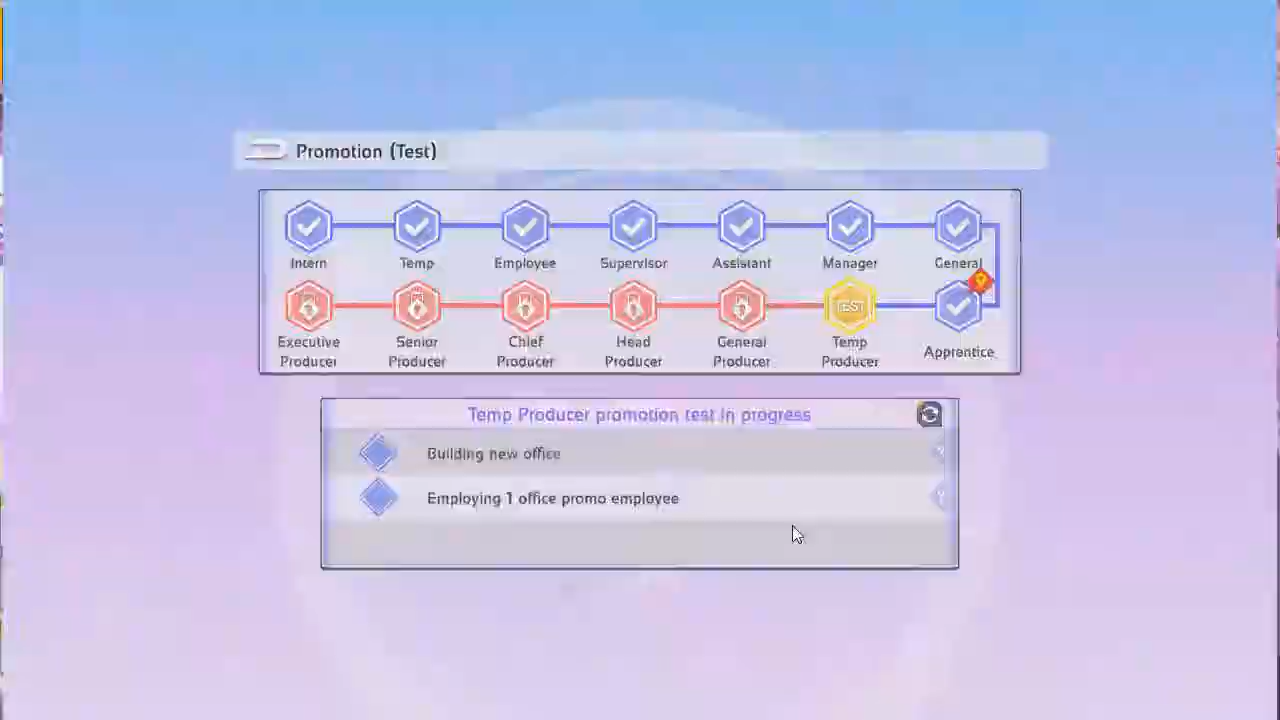 Promotion (Test)
Intern Temp Employee Supervisor Assistant Manager General
TEST
Executive Producer
Senior Producer
Chief Producer
Head Producer
General Producer
Temp Producer
Apprentice
Temp Producer promotion test in progress
Building new office
Employing 1 office promo employee